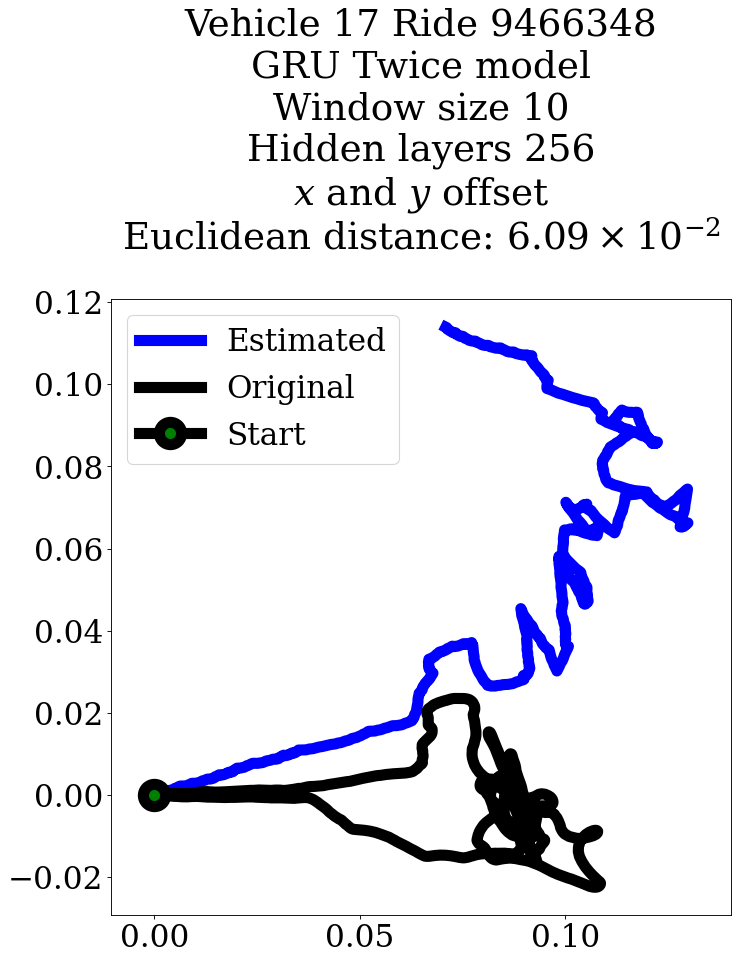 Vehicle 17 Ride 9466348
GRU Twice model
Window size 10
Hidden layers 256
x and y offset
Euclidean distance: 6.09 × 10⁻²
0.12
0.10
0.08
0.06
0.04
0.02
0.00
−0.02
Estimated
Original
Start
0.00 0.05 0.10